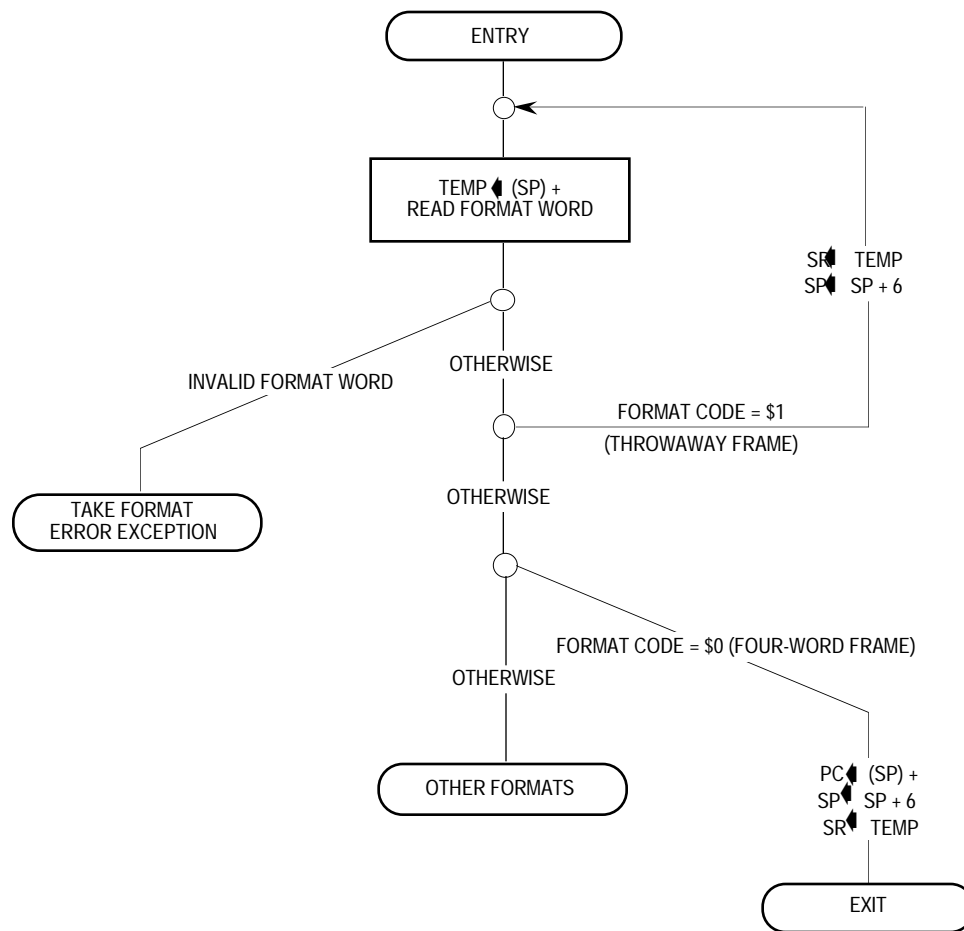 ENTRY
TEMP (SP) +
READ FORMAT WORD
SR TEMP
SP SP + 6
OTHERWISE
INVALID FORMAT WORD
FORMAT CODE = $1
(THROWAWAY FRAME)
OTHERWISE
TAKE FORMAT
ERROR EXCEPTION
FORMAT CODE = $0 (FOUR-WORD FRAME)
OTHERWISE
PC (SP) +
SP SP + 6
SR TEMP
OTHER FORMATS
EXIT